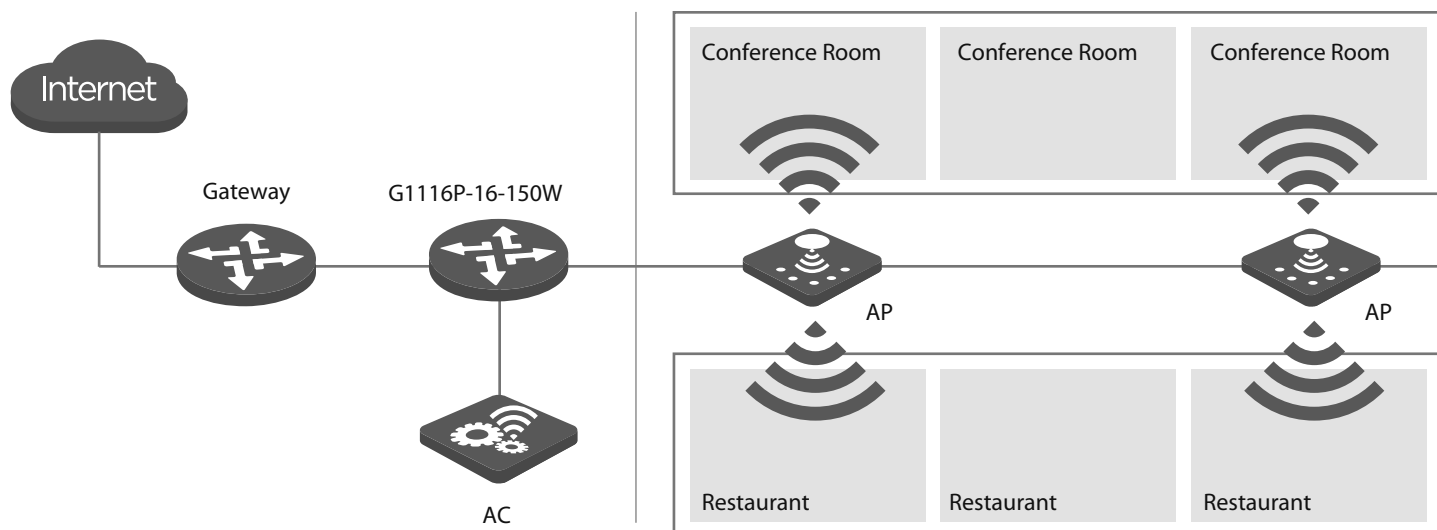 Internet
Gateway
G1116P-16-150W
AC
Conference Room
Conference Room
Conference Room
AP
AP
Restaurant
Restaurant
Restaurant